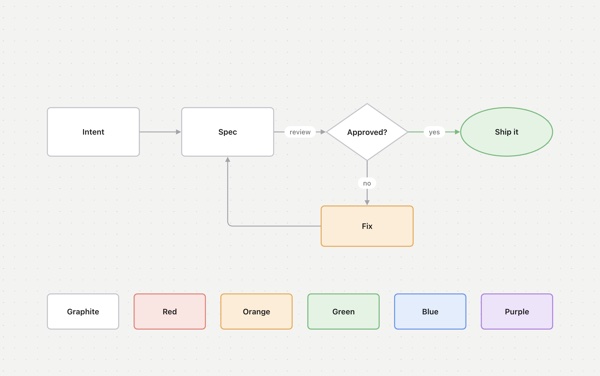 Intent
Spec
review
Approved?
yes
Ship it
no
Fix
Graphite
Red
Orange
Green
Blue
Purple